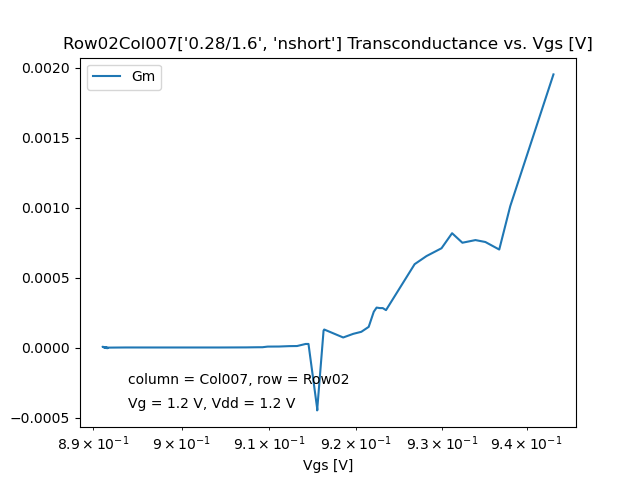 Row02Col007['0.28/1.6', 'nshort'] Transconductance vs. Vgs [V]
Gm
0.0020
0.0015
0.0010
0.0005
0.0000
−0.0005
column = Col007, row = Row02
Vg = 1.2 V, Vdd = 1.2 V
8.9 × 10⁻¹ 9 × 10⁻¹ 9.1 × 10⁻¹ 9.2 × 10⁻¹ 9.3 × 10⁻¹ 9.4 × 10⁻¹
Vgs [V]